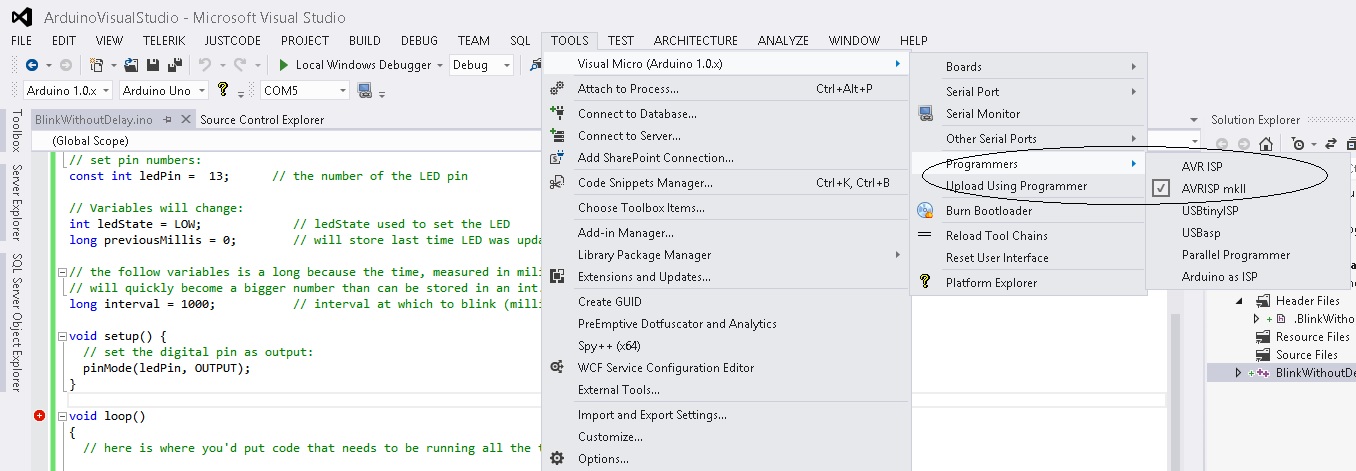 ArduinoVisualStudio - Microsoft Visual Studio
FILE EDIT VIEW TELERIK JUSTCODE PROJECT BUILD DEBUG TEAM SQL TOOLS TEST ARCHITECTURE ANALYZE WINDOW HELP
Local Windows Debugger Debug
Arduino 1.0.x Arduino Uno COM5
Toolbox
Server Explorer
SQL Server Object Explorer
BlinkWithoutDelay.ino Source Control Explorer
(Global Scope)
// set pin numbers:
const int ledPin = 13; // the number of the LED pin
// Variables will change:
int ledState = LOW; // ledState used to set the LED
long previousMillis = 0; // will store last time LED was upda
// the follow variables is a long because the time, measured in mili
// will quickly become a bigger number than can be stored in an int.
long interval = 1000; // interval at which to blink (milli
void setup() {
// set the digital pin as output:
pinMode(ledPin, OUTPUT);
}
void loop()
{
// here is where you'd put code that needs to be running all the t
Visual Micro (Arduino 1.0.x)
Attach to Process... Ctrl+Alt+P
Connect to Database...
Connect to Server...
Add SharePoint Connection...
Code Snippets Manager... Ctrl+K, Ctrl+B
Choose Toolbox Items...
Add-in Manager...
Library Package Manager
Extensions and Updates...
Create GUID
PreEmptive Dotfuscator and Analytics
Spy++ (x64)
WCF Service Configuration Editor
External Tools...
Import and Export Settings...
Customize...
Options...
Boards
Serial Port
Serial Monitor
Other Serial Ports
Programmers
Upload Using Programmer
Burn Bootloader
Reload Tool Chains
Reset User Interface
Platform Explorer
AVR ISP
AVRISP mkII
USBtinyISP
USBasp
Parallel Programmer
Arduino as ISP
Solution Explorer
Header Files
.BlinkWitho
Resource Files
Source Files
BlinkWithoutDe